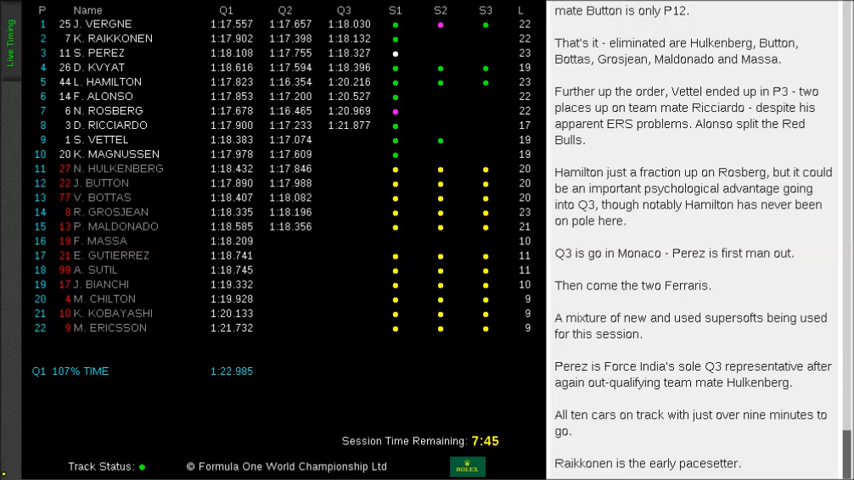 Live Timing
P Name Q1 Q2 Q3 S1 S2 S3 L
1 25 J. VERGNE 1:17.557 1:17.657 1:18.030 22
2 7 K. RAIKKONEN 1:17.902 1:17.398 1:18.132 22
3 11 S. PEREZ 1:18.108 1:17.755 1:18.327 23
4 26 D. KVYAT 1:18.616 1:17.594 1:18.396 19
5 44 L. HAMILTON 1:17.823 1:16.354 1:20.216 23
6 14 F. ALONSO 1:17.853 1:17.200 1:20.527 22
7 6 N. ROSBERG 1:17.678 1:16.465 1:20.969 22
8 3 D. RICCIARDO 1:17.900 1:17.233 1:21.877 17
9 1 S. VETTEL 1:18.383 1:17.074 19
10 20 K. MAGNUSSEN 1:17.978 1:17.609 19
11 27 N. HULKENBERG 1:18.432 1:17.846 20
12 22 J. BUTTON 1:17.890 1:17.988 20
13 77 V. BOTTAS 1:18.407 1:18.082 23
14 8 R. GROSJEAN 1:18.335 1:18.196 20
15 13 P. MALDONADO 1:18.585 1:18.356 21
16 19 F. MASSA 1:18.209 10
17 21 E. GUTIERREZ 1:18.741 11
18 99 A. SUTIL 1:18.745 11
19 17 J. BIANCHI 1:19.332 10
20 4 M. CHILTON 1:19.928 9
21 10 K. KOBAYASHI 1:20.133 9
22 9 M. ERICSSON 1:21.732 9
Q1 107% TIME 1:22.985
Session Time Remaining: 7:45
Track Status: © Formula One World Championship Ltd
ROLEX
mate Button is only P12.
That's it - eliminated are Hulkenberg, Button,
Bottas, Grosjean, Maldonado and Massa.
Further up the order, Vettel ended up in P3 - two
places up on team mate Ricciardo - despite his
apparent ERS problems. Alonso split the Red
Bulls.
Hamilton just a fraction up on Rosberg, but it could
be an important psychological advantage going
into Q3, though notably Hamilton has never been
on pole here.
Q3 is go in Monaco - Perez is first man out.
Then come the two Ferraris.
A mixture of new and used supersofts being used
for this session.
Perez is Force India's sole Q3 representative after
again out-qualifying team mate Hulkenberg.
All ten cars on track with just over nine minutes to
go.
Raikkonen is the early pacesetter.